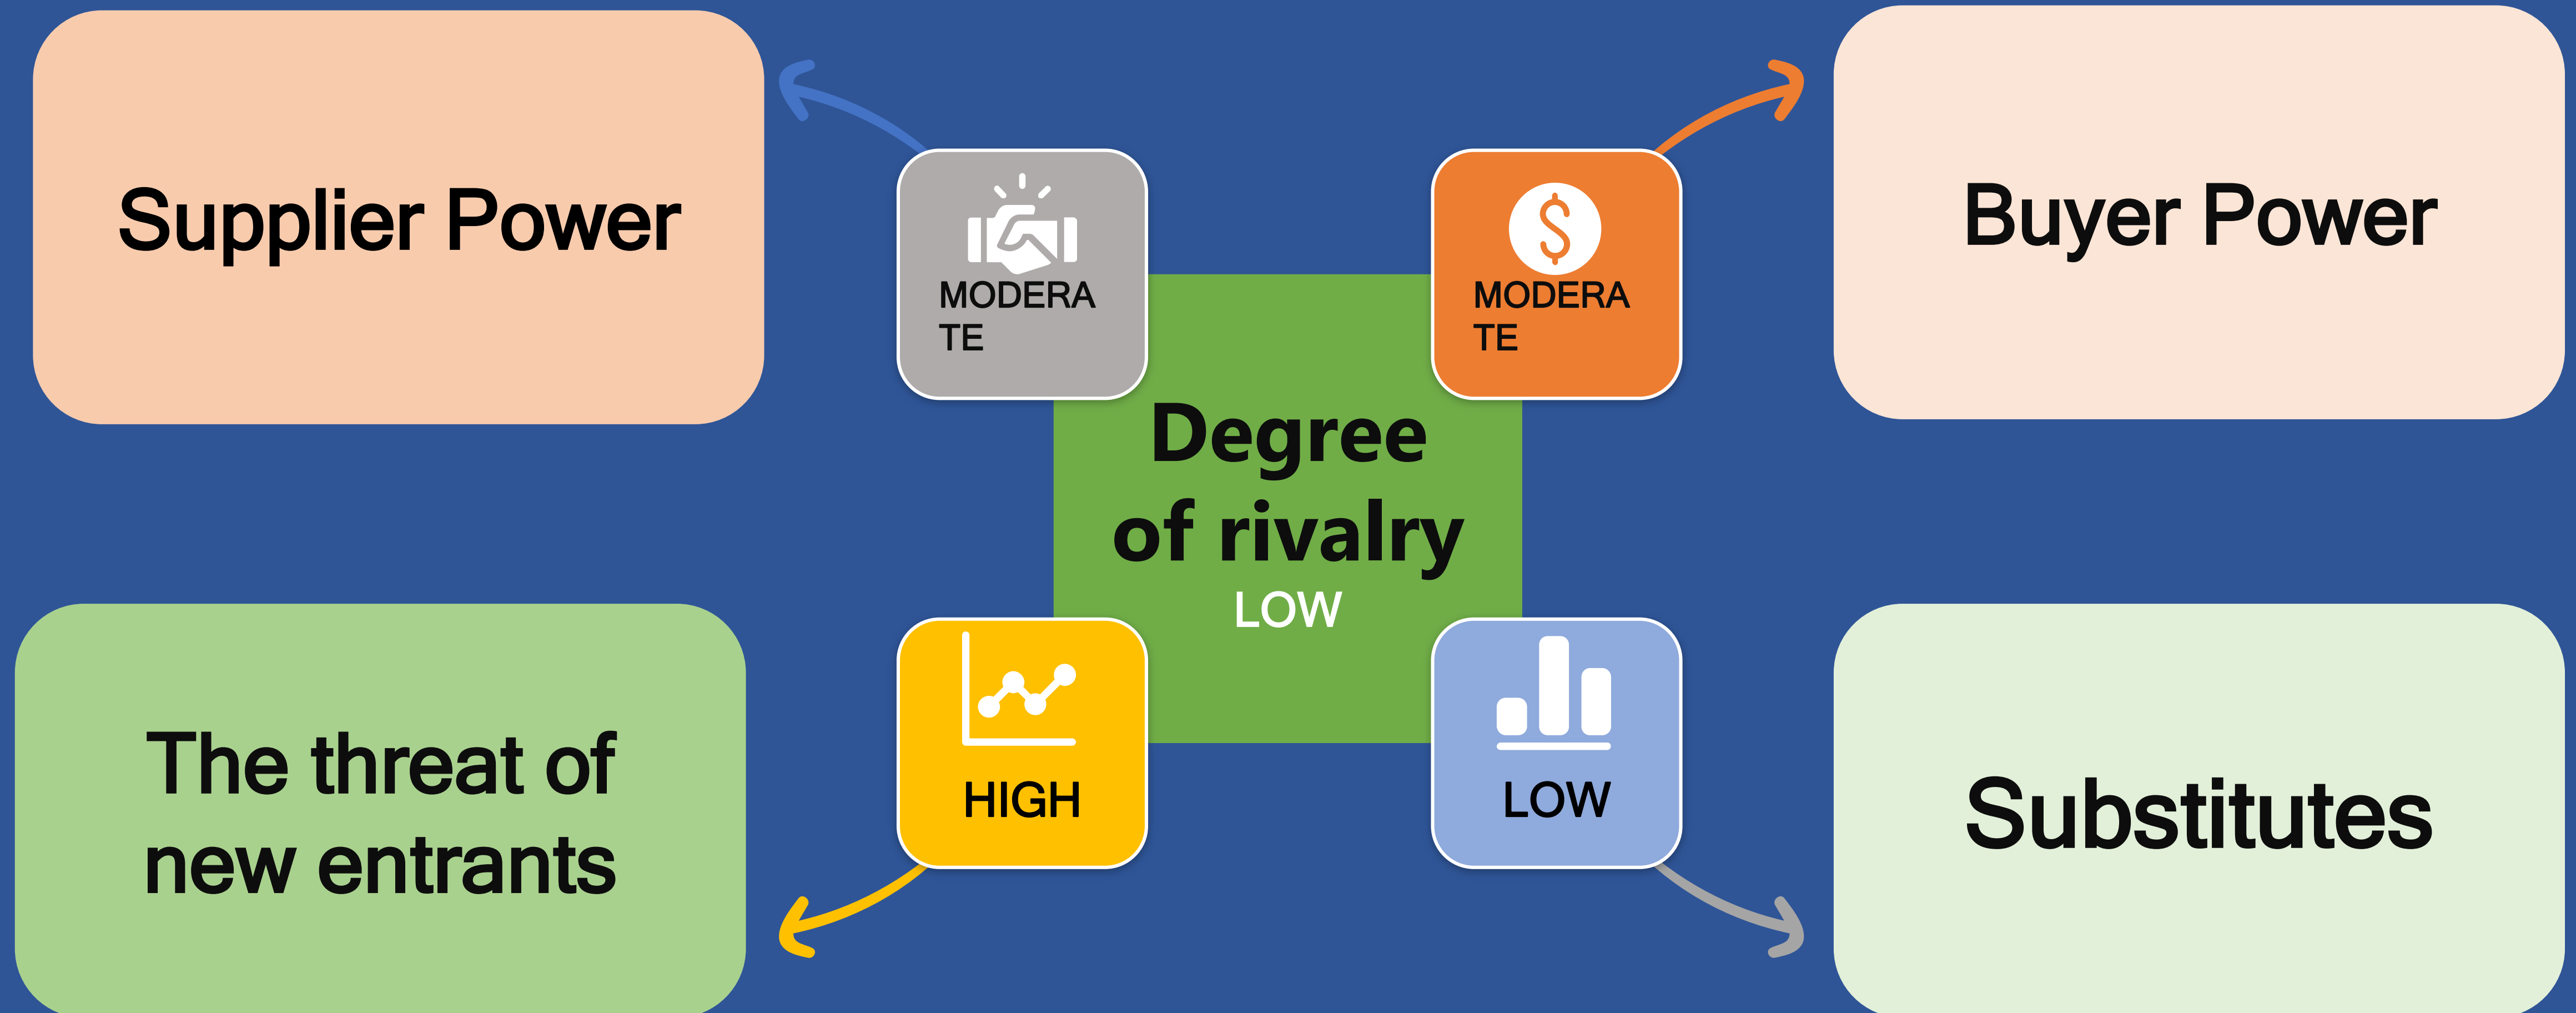 Supplier Power
MODERA
TE
MODERA
TE
Buyer Power
Degree
of rivalry
LOW
The threat of
new entrants
HIGH
LOW
Substitutes